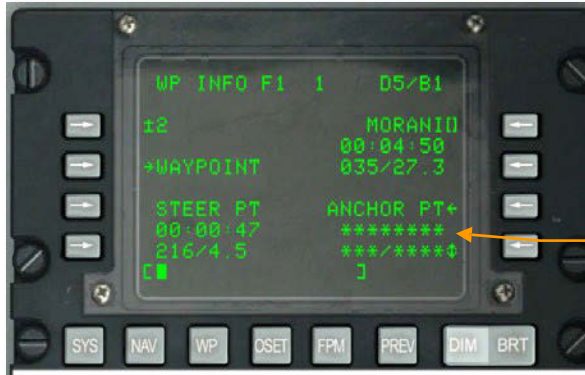 WP INFO F1 1 D5/B1
±2 MORANI[]
00:04:50
→WAYPOINT 035/27.3
STEER PT ANCHOR PT←
00:00:47 ********
216/4.5 ***/****↕
[ ]
SYS NAV WP OSET FPM PREV DIM BRT